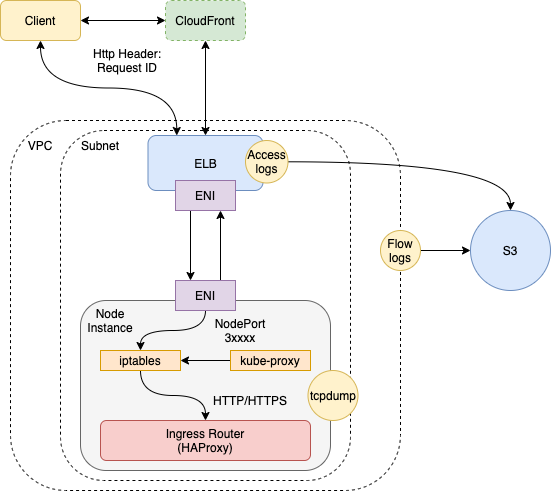 Client
CloudFront
Http Header:
Request ID
VPC
Subnet
ELB
Access
logs
ENI
Flow
logs
S3
ENI
Node
Instance
NodePort
3xxxx
iptables
kube-proxy
tcpdump
HTTP/HTTPS
Ingress Router
(HAProxy)